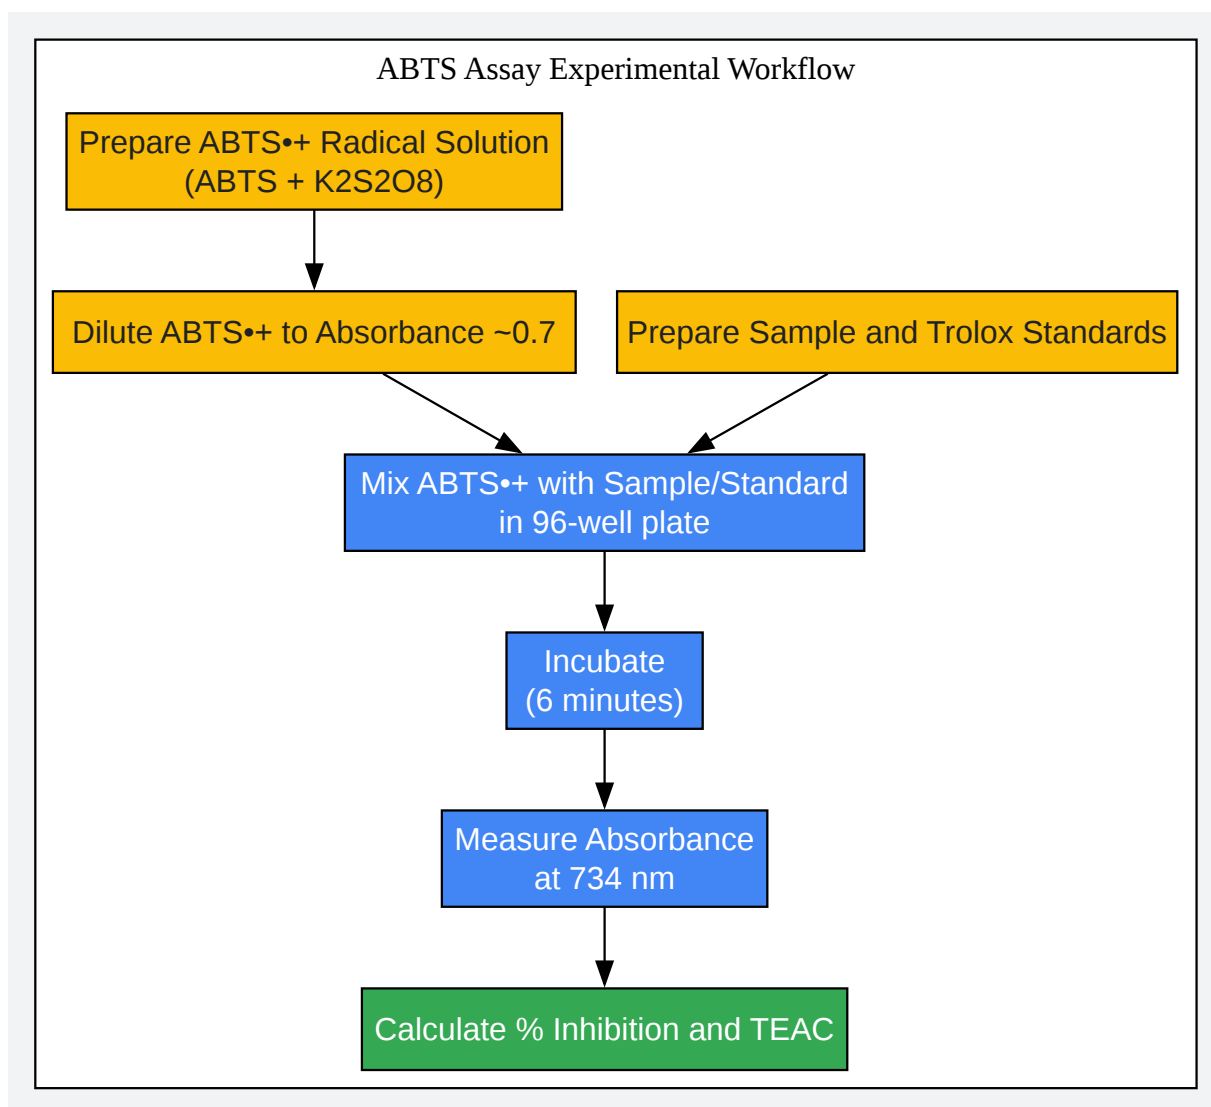 ABTS Assay Experimental Workflow
Prepare ABTS•+ Radical Solution
(ABTS + K2S2O8)
Dilute ABTS•+ to Absorbance ~0.7
Prepare Sample and Trolox Standards
Mix ABTS•+ with Sample/Standard
in 96-well plate
Incubate
(6 minutes)
Measure Absorbance
at 734 nm
Calculate % Inhibition and TEAC